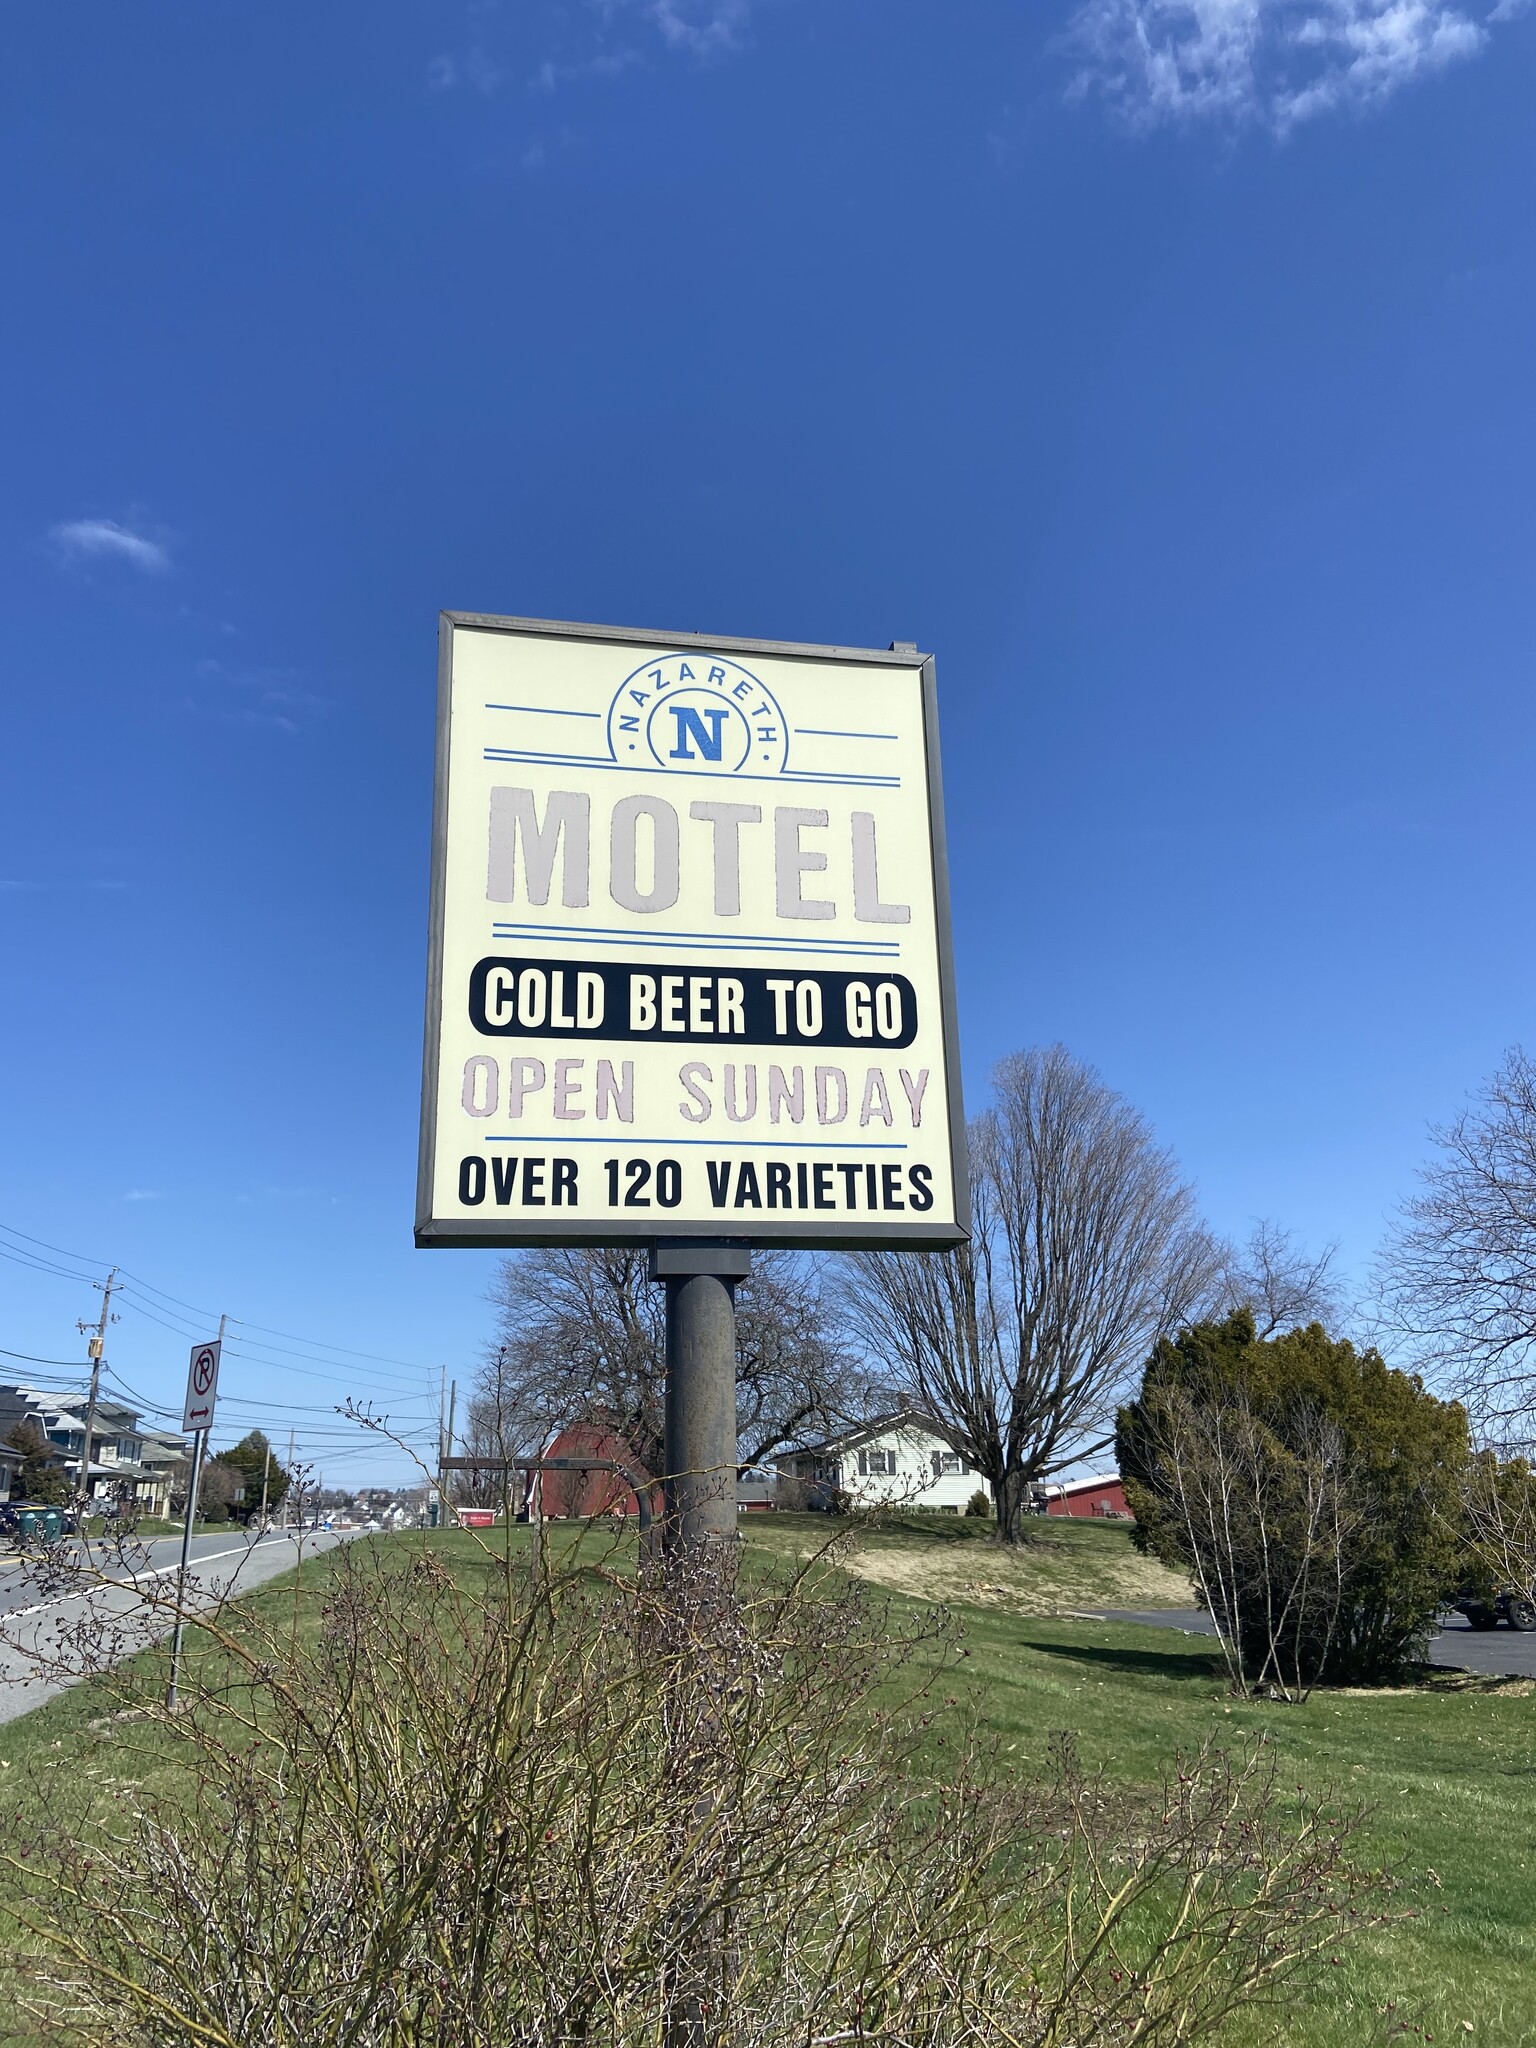 NAZARETH
N
MOTEL
COLD BEER TO GO
OPEN SUNDAY
OVER 120 VARIETIES
P